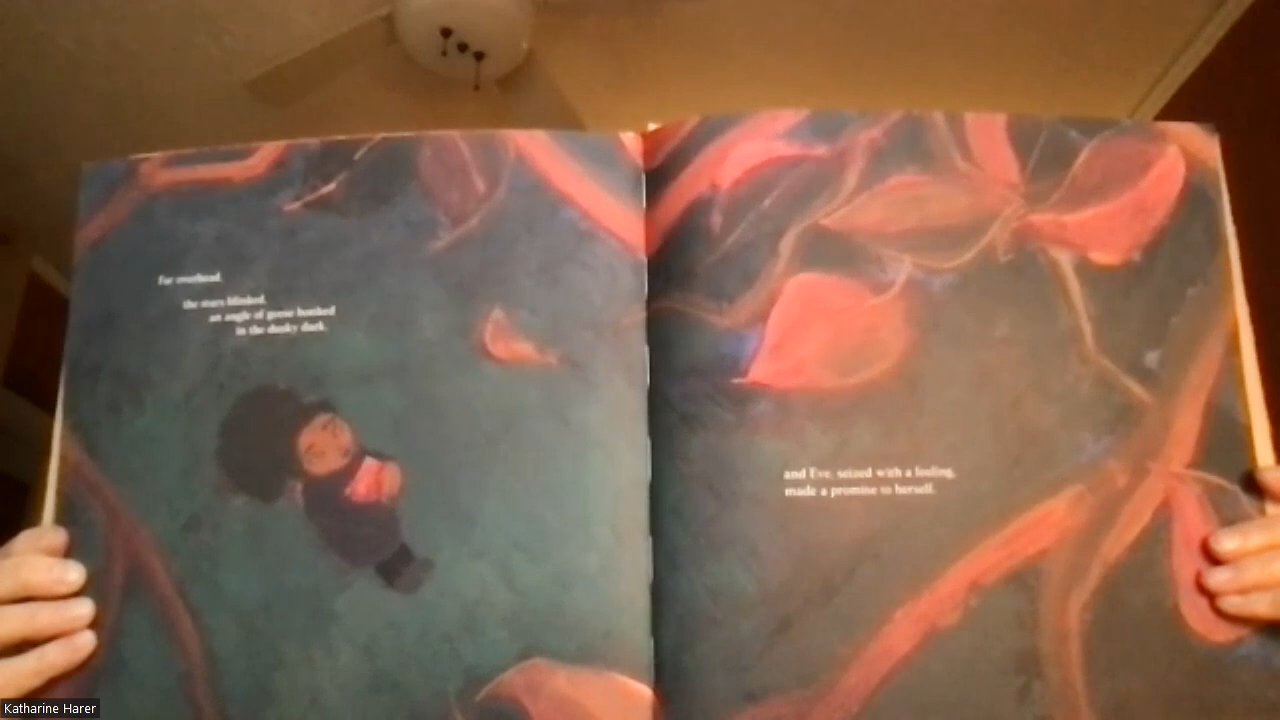 Far overhead,
the stars blinked,
an angle of geese honked
in the dusky dark,
and Eve, seized with a feeling,
made a promise to herself.
Katharine Harer